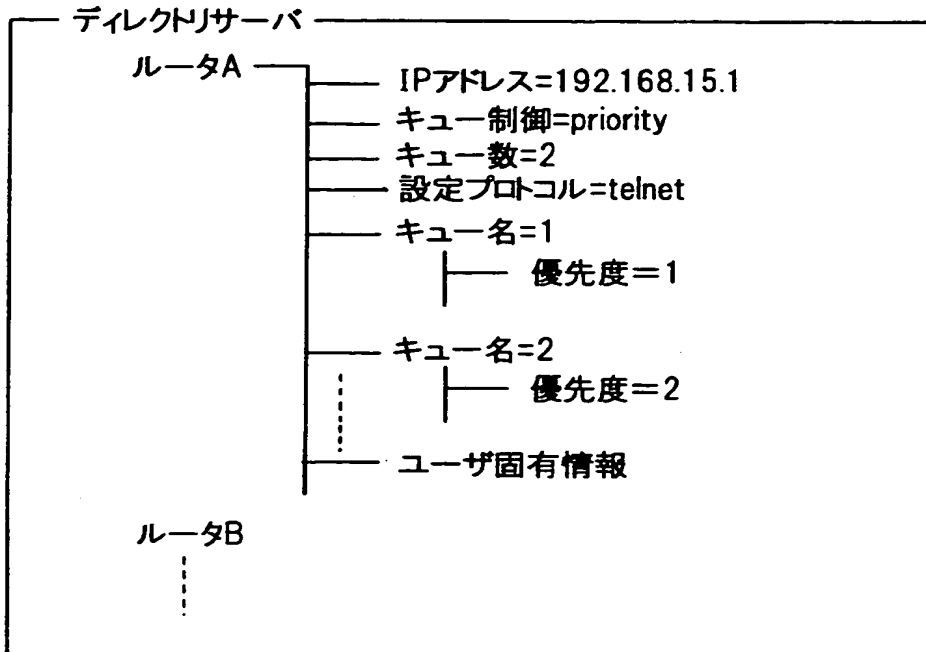 ディレクトリサーバ
ルータA
IPアドレス=192.168.15.1
キュー制御=priority
キュー数=2
設定プロトコル=telnet
キュー名=1
優先度=1
キュー名=2
優先度=2
ユーザ固有情報
ルータB